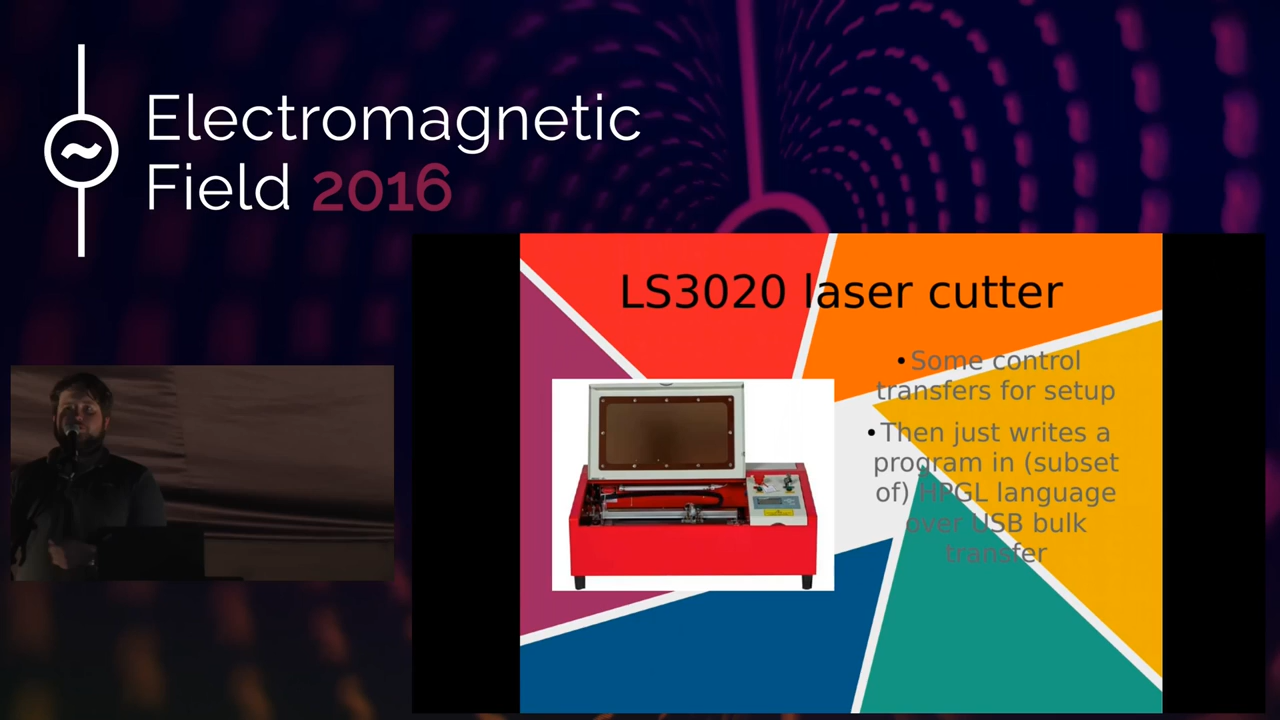 Electromagnetic
Field 2016
LS3020 laser cutter
•Some control
transfers for setup
•Then just writes a
program in (subset
of) HPGL language
over USB bulk
transfer